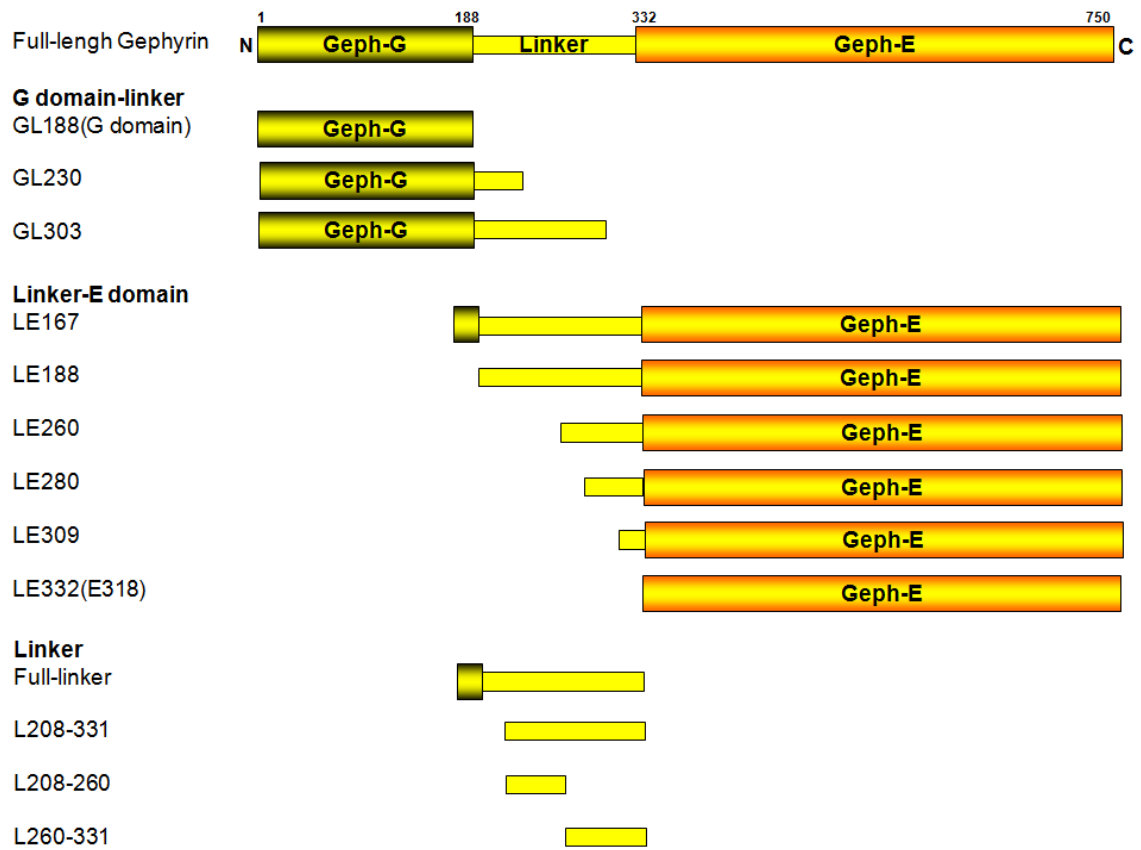 1 188 332 750
Full-lengh Gephyrin N Geph-G Linker Geph-E C
G domain-linker
GL188(G domain) Geph-G
GL230 Geph-G
GL303 Geph-G
Linker-E domain
LE167 Geph-E
LE188 Geph-E
LE260 Geph-E
LE280 Geph-E
LE309 Geph-E
LE332(E318) Geph-E
Linker
Full-linker
L208-331
L208-260
L260-331